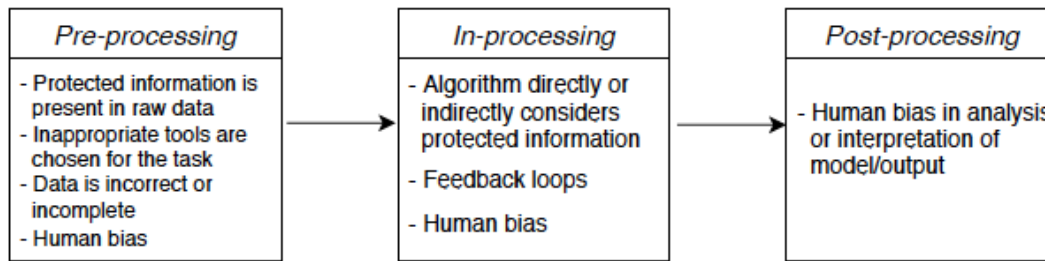 Pre-processing
- Protected information is
present in raw data
- Inappropriate tools are
chosen for the task
- Data is incorrect or
incomplete
- Human bias
In-processing
- Algorithm directly or
indirectly considers
protected information
- Feedback loops
- Human bias
Post-processing
- Human bias in analysis
or interpretation of
model/output